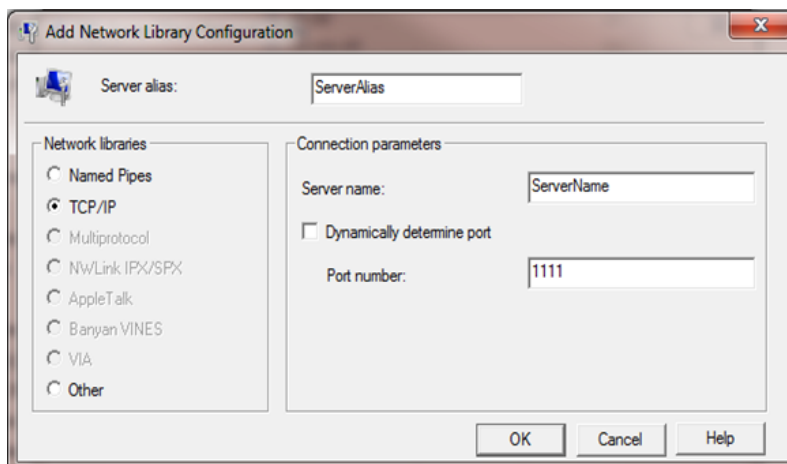 Add Network Library Configuration
Server alias:
ServerAlias
Network libraries
Named Pipes
TCP/IP
Multiprotocol
NWLink IPX/SPX
AppleTalk
Banyan VINES
VIA
Other
Connection parameters
Server name:
ServerName
Dynamically determine port
Port number:
1111
OK
Cancel
Help